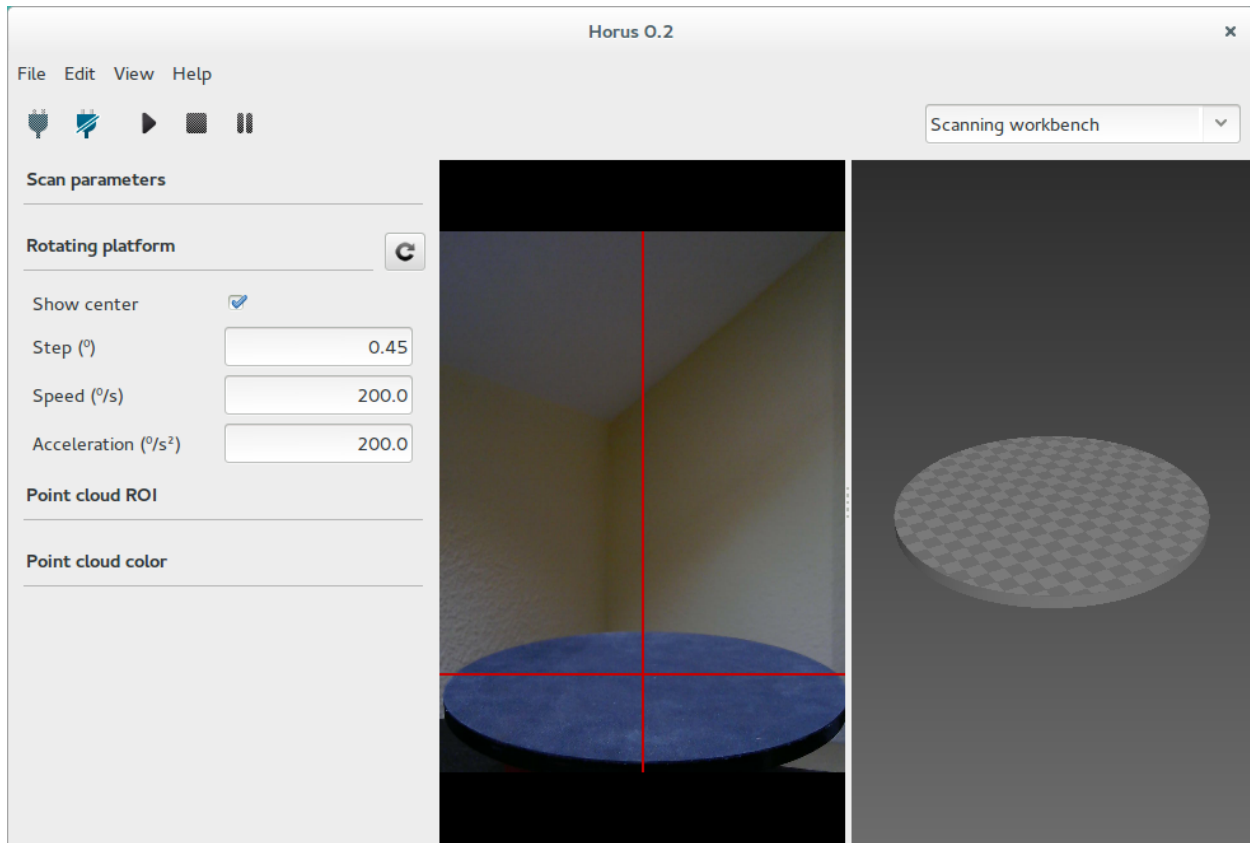 Horus 0.2
File Edit View Help
Scanning workbench
Scan parameters
Rotating platform
Show center
Step (º) 0.45
Speed (º/s) 200.0
Acceleration (º/s²) 200.0
Point cloud ROI
Point cloud color